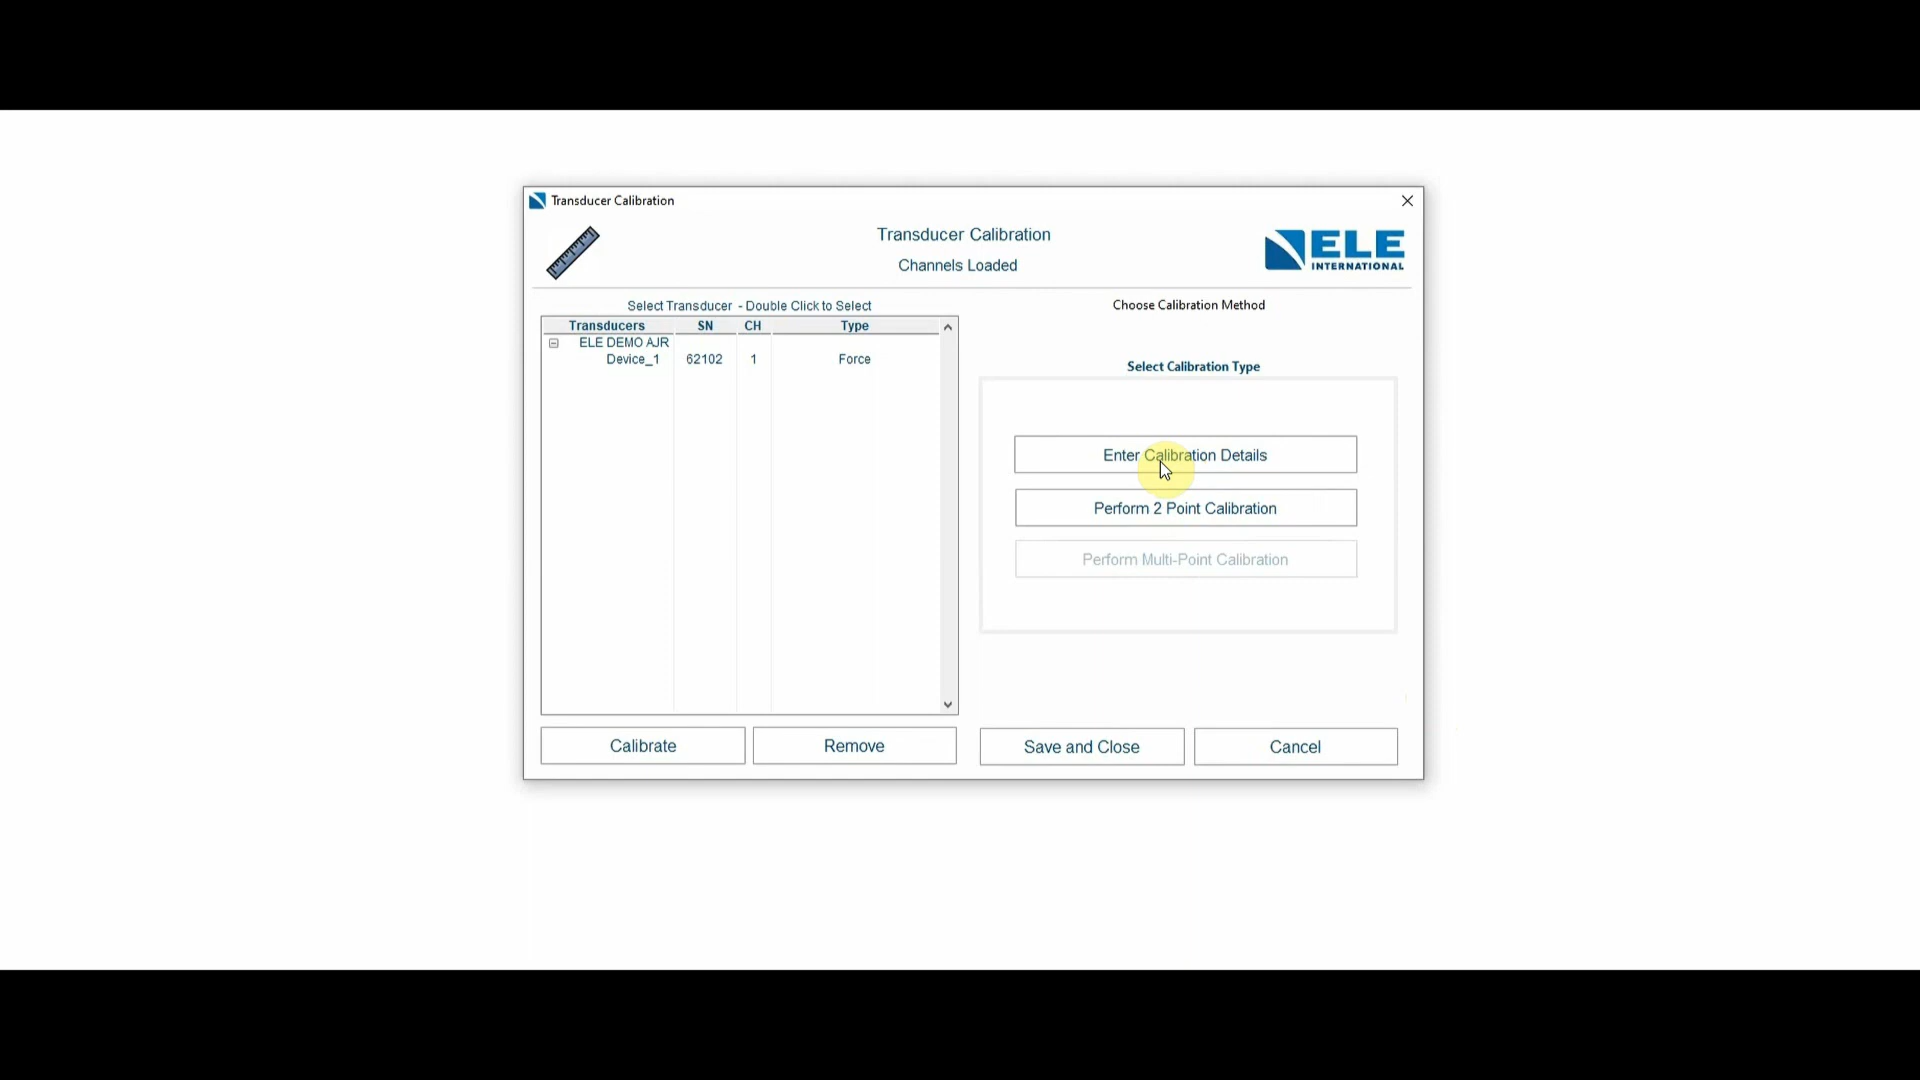 Transducer Calibration
Transducer Calibration
Channels Loaded
ELE
INTERNATIONAL
Select Transducer - Double Click to Select
Transducers SN CH Type
ELE DEMO AJR
Device_1 62102 1 Force
Choose Calibration Method
Select Calibration Type
Enter Calibration Details
Perform 2 Point Calibration
Perform Multi-Point Calibration
Calibrate
Remove
Save and Close
Cancel